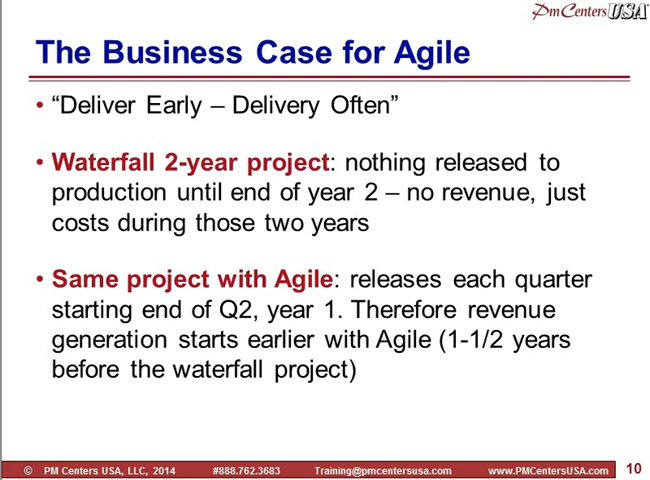 Pm Centers USA
The Business Case for Agile
• “Deliver Early – Delivery Often”
• Waterfall 2-year project: nothing released to
production until end of year 2 – no revenue, just
costs during those two years
• Same project with Agile: releases each quarter
starting end of Q2, year 1. Therefore revenue
generation starts earlier with Agile (1-1/2 years
before the waterfall project)
© PM Centers USA, LLC, 2014 #888.762.3683 Training@pmcentersusa.com www.PMCentersUSA.com 10